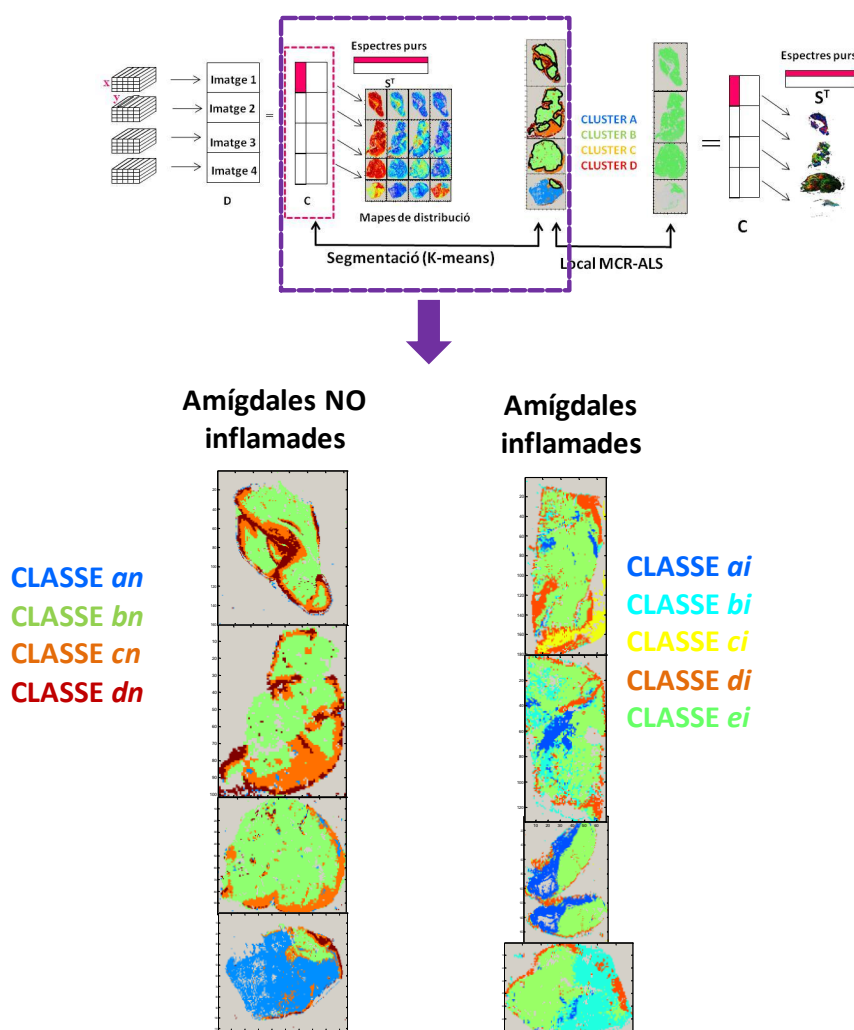 Espectres purs
Espectres purs
x
y
Imatge 1
Imatge 2
Imatge 3
Imatge 4
=
D
C
Sᵀ
Mapes de distribució
CLUSTER A
CLUSTER B
CLUSTER C
CLUSTER D
=
Sᵀ
C
Segmentació (K-means)
Local MCR-ALS
Amígdales NO
inflamades
Amígdales
inflamades
CLASSE an
CLASSE bn
CLASSE cn
CLASSE dn
CLASSE ai
CLASSE bi
CLASSE ci
CLASSE di
CLASSE ei